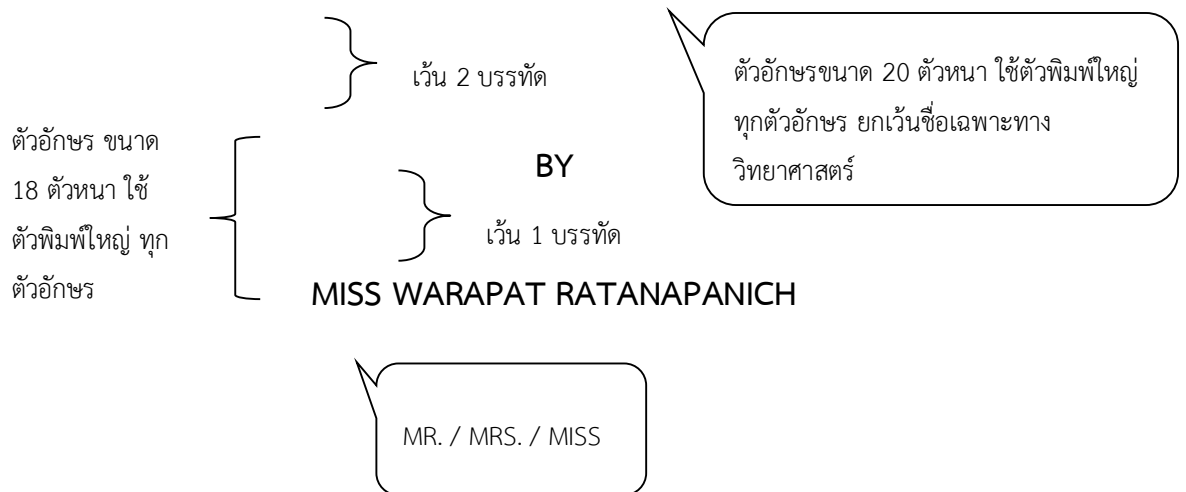 เว้น 2 บรรทัด
ตัวอักษรขนาด 20 ตัวหนา ใช้ตัวพิมพ์ใหญ่
ทุกตัวอักษร ยกเว้นชื่อเฉพาะทาง
วิทยาศาสตร์
ตัวอักษร ขนาด
18 ตัวหนา ใช้
ตัวพิมพ์ใหญ่ ทุก
ตัวอักษร
BY
เว้น 1 บรรทัด
MISS WARAPAT RATANAPANICH
MR. / MRS. / MISS